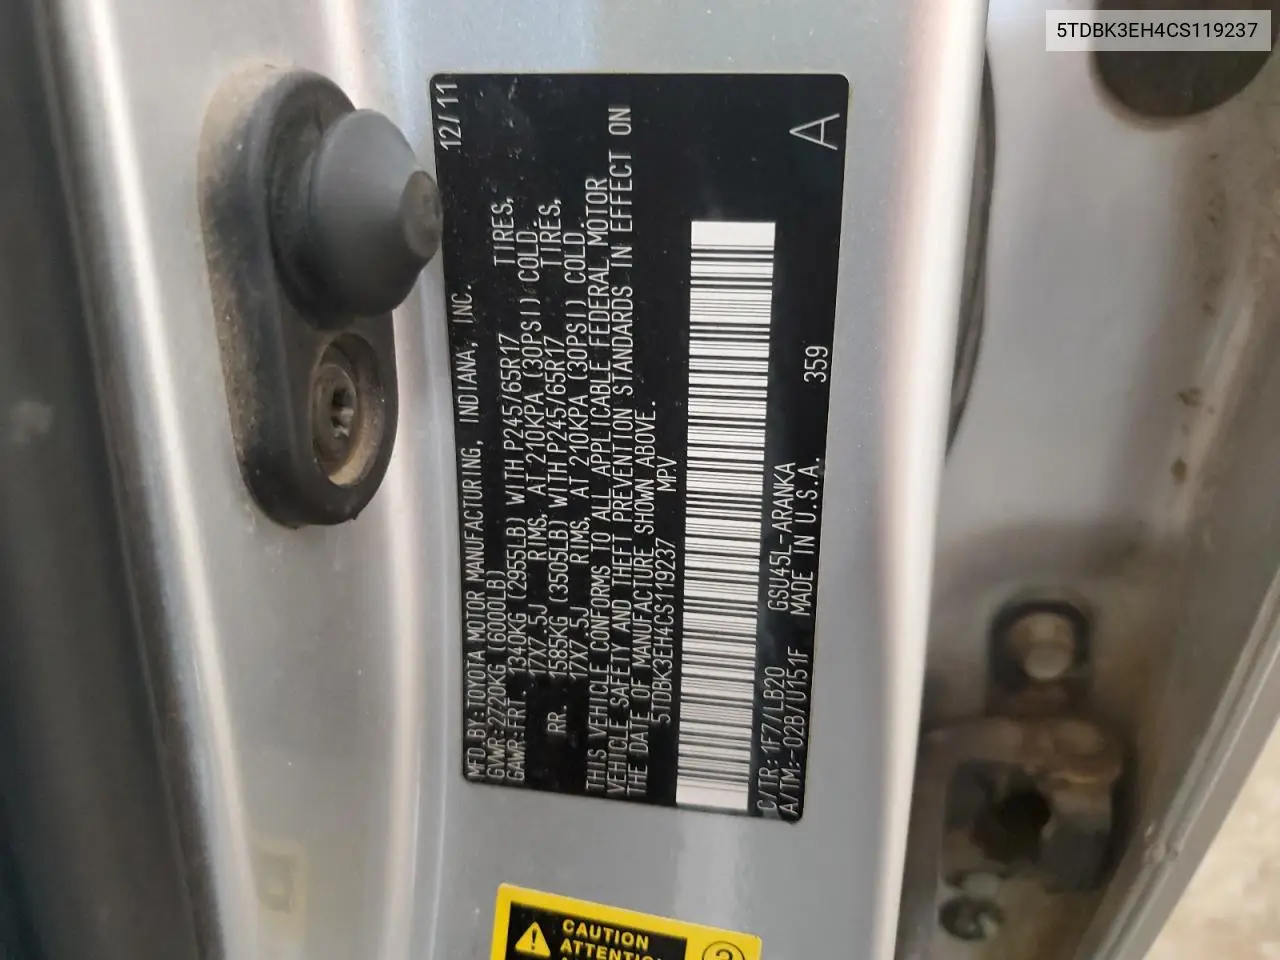 5TDBK3EH4CS119237
MFD.BY:TOYOTA MOTOR MANUFACTURING, INDIANA, INC. 12/11
GVWR:2720KG (6000LB)
GAWR:FRT. 1340KG (2955LB) WITH P245/65R17 TIRES,
17X7.5J RIMS, AT 210KPA (30PSI) COLD.
RR. 1585KG (3505LB) WITH P245/65R17 TIRES,
17X7.5J RIMS. AT 210KPA (30PSI) COLD.
THIS VEHICLE CONFORMS TO ALL APPLICABLE FEDERAL MOTOR
VEHICLE SAFETY AND THEFT PREVENTION STANDARDS IN EFFECT ON
THE DATE OF MANUFACTURE SHOWN ABOVE.
5TDBK3EH4CS119237 MPV
C/TR:1F7/LB20 GSU45L-ARANKA 359 A
A/TM:-02B/U151F MADE IN U.S.A.
CAUTION
ATTENTION